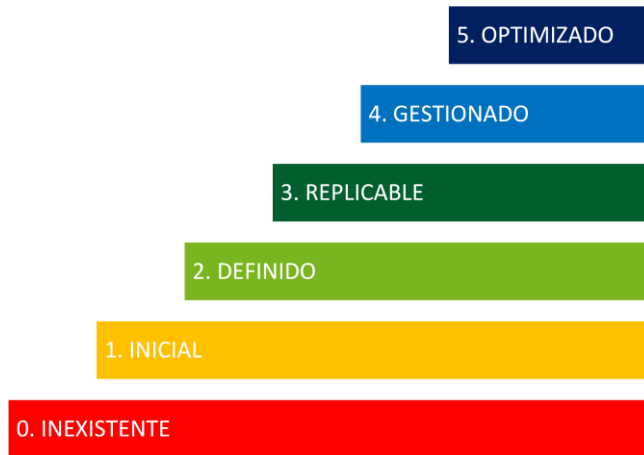 5. OPTIMIZADO
4. GESTIONADO
3. REPLICABLE
2. DEFINIDO
1. INICIAL
0. INEXISTENTE